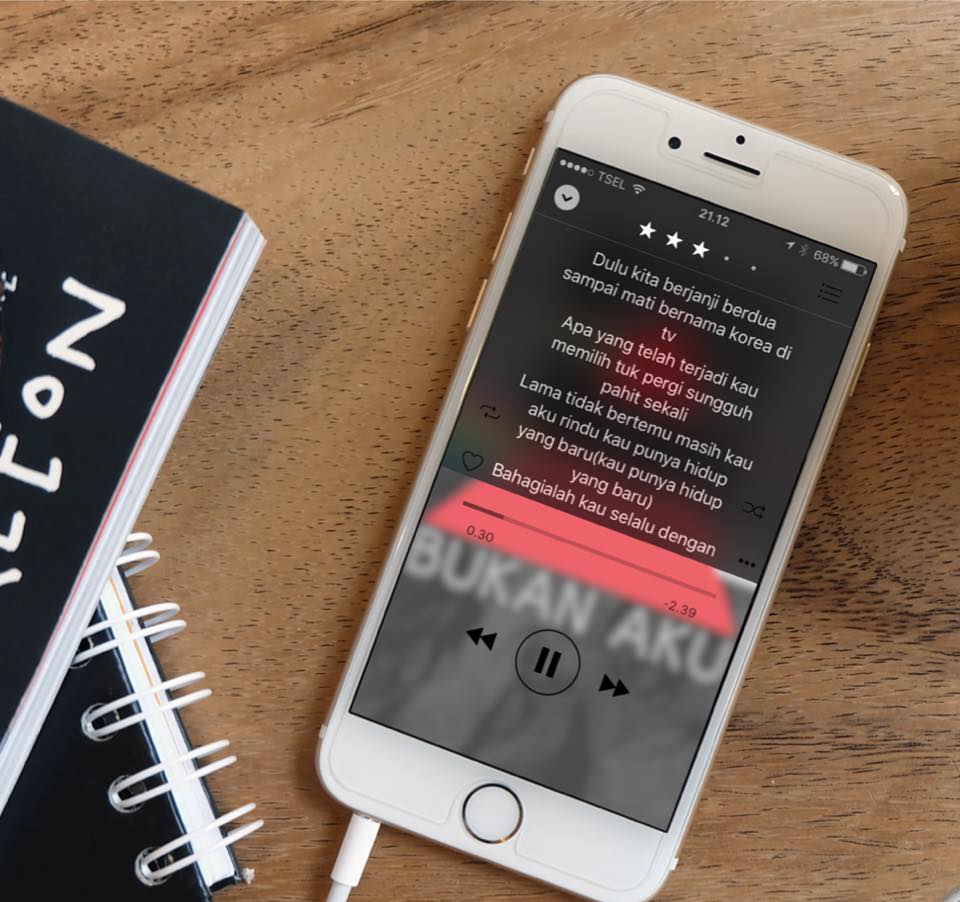 TSEL
21.12
68%
★ ★ ★ . .
Dulu kita berjanji berdua
sampai mati bernama korea di
tv
Apa yang telah terjadi kau
memilih tuk pergi sungguh
pahit sekali
Lama tidak bertemu masih kau
aku rindu kau punya hidup
yang baru(kau punya hidup
yang baru)
Bahagialah kau selalu dengan
0.30
-2.39
BUKAN AKU